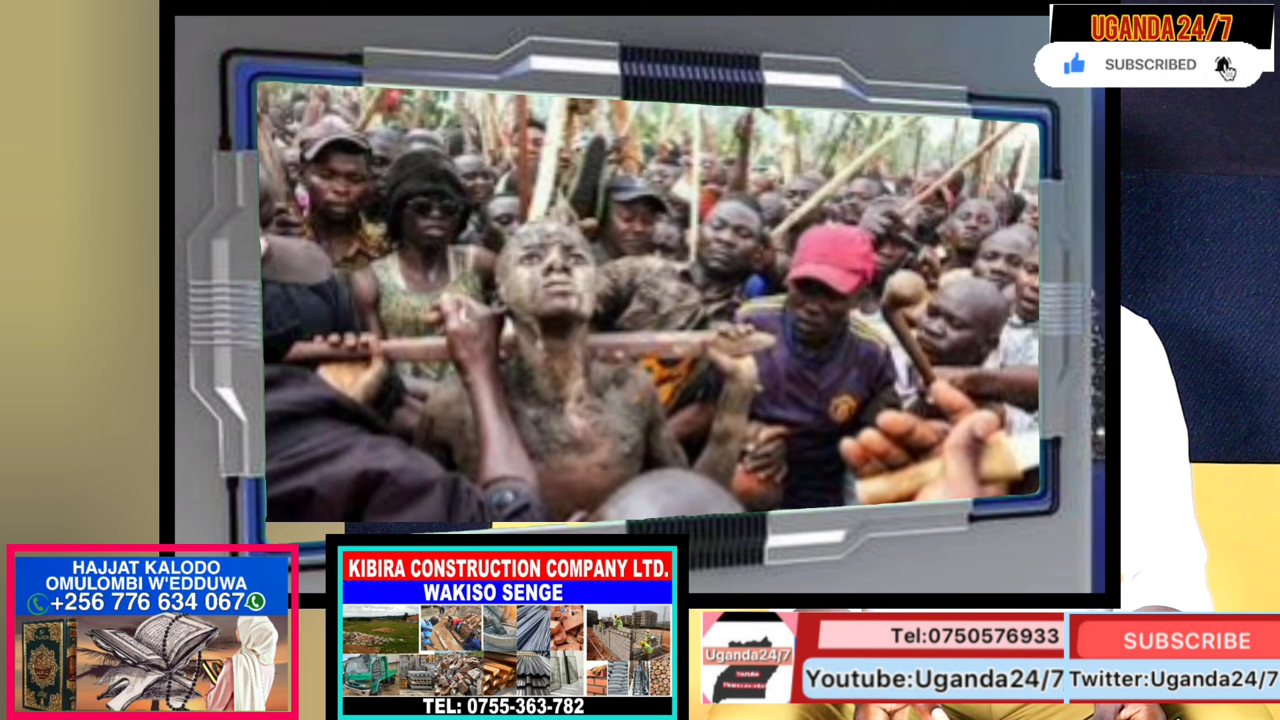 UGANDA 24/7
SUBSCRIBED
HAJJAT KALODO
OMULOMBI W'EDDUWA
+256 776 634 067
KIBIRA CONSTRUCTION COMPANY LTD.
WAKISO SENGE
TEL: 0755-363-782
Uganda24/7
Youtube
Tel:0750576933
SUBSCRIBE
Youtube:Uganda24/7
Twitter:Uganda24/7